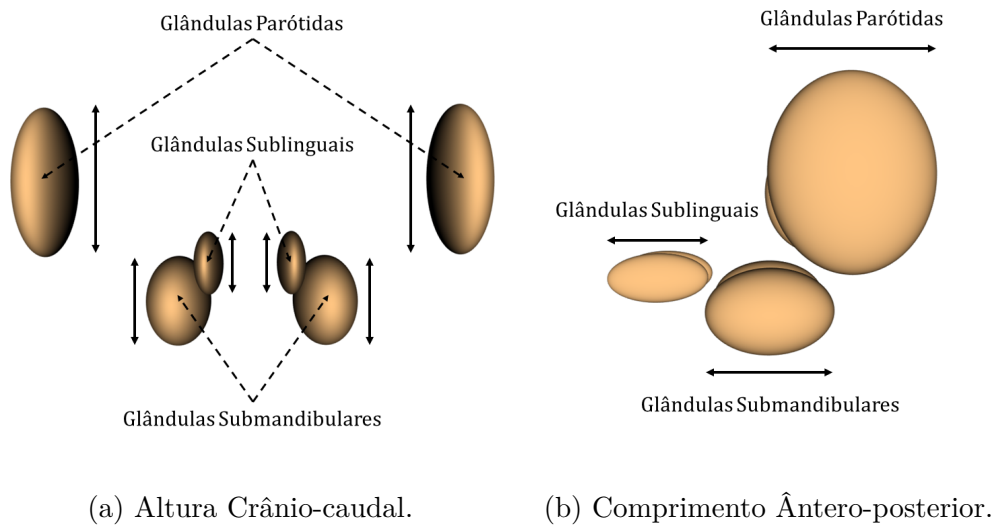 Glândulas Parótidas
Glândulas Sublinguais
Glândulas Submandibulares
(a) Altura Crânio-caudal.
Glândulas Parótidas
Glândulas Sublinguais
Glândulas Submandibulares
(b) Comprimento Ântero-posterior.